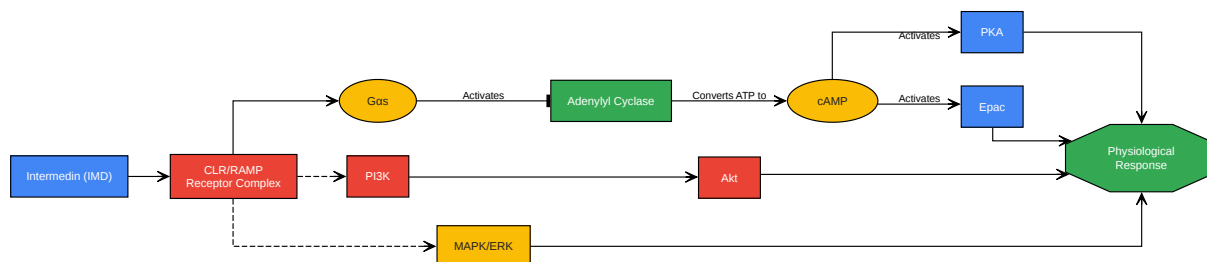 Activates
PKA
Gαs
Activates
Adenylyl Cyclase
Converts ATP to
cAMP
Activates
Epac
Physiological
Response
Intermedin (IMD)
CLR/RAMP
Receptor Complex
PI3K
Akt
MAPK/ERK